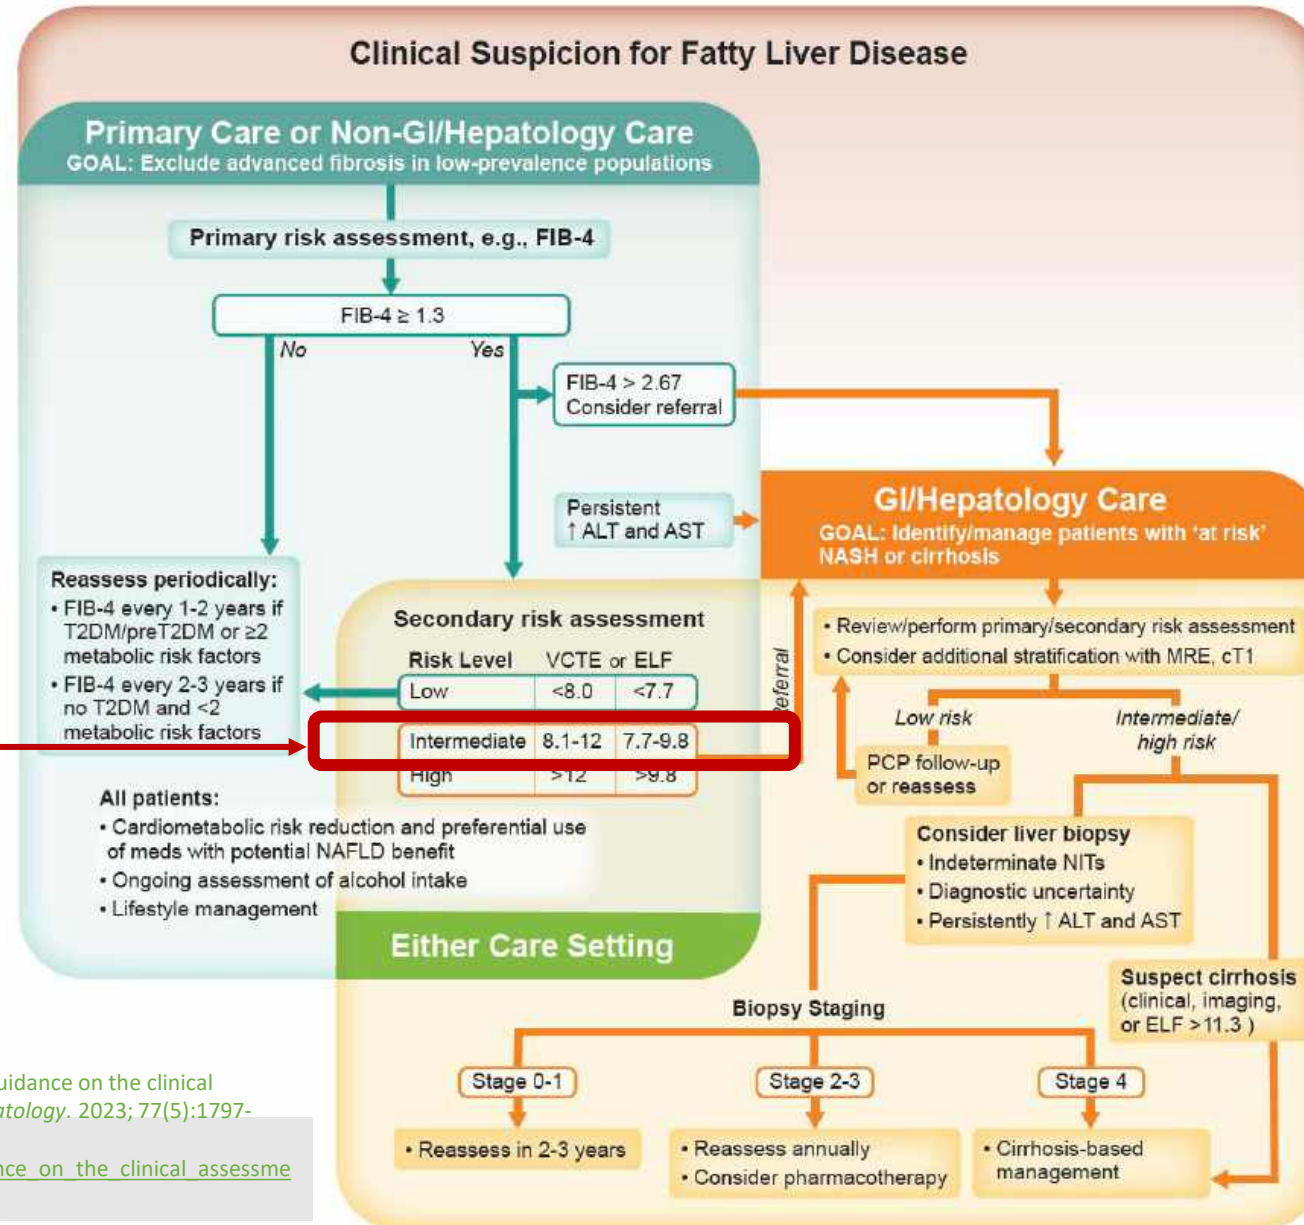 Clinical Suspicion for Fatty Liver Disease
Primary Care or Non-GI/Hepatology Care
GOAL: Exclude advanced fibrosis in low-prevalence populations
Primary risk assessment, e.g., FIB-4
FIB-4 ≥ 1.3
No
Yes
FIB-4 > 2.67
Consider referral
Persistent
↑ ALT and AST
GI/Hepatology Care
GOAL: Identify/manage patients with ‘at risk’
NASH or cirrhosis
Reassess periodically:
• FIB-4 every 1-2 years if
T2DM/preT2DM or ≥2
metabolic risk factors
• FIB-4 every 2-3 years if
no T2DM and <2
metabolic risk factors
Secondary risk assessment
Risk Level VCTE or ELF
Low <8.0 <7.7
Intermediate 8.1-12 7.7-9.8
High >12 >9.8
Referral
• Review/perform primary/secondary risk assessment
• Consider additional stratification with MRE, cT1
Low risk
Intermediate/
high risk
PCP follow-up
or reassess
All patients:
• Cardiometabolic risk reduction and preferential use
of meds with potential NAFLD benefit
• Ongoing assessment of alcohol intake
• Lifestyle management
Consider liver biopsy
• Indeterminate NITs
• Diagnostic uncertainty
• Persistently ↑ ALT and AST
Either Care Setting
Suspect cirrhosis
(clinical, imaging,
or ELF >11.3 )
Biopsy Staging
Stage 0-1
Stage 2-3
Stage 4
• Reassess in 2-3 years
• Reassess annually
• Consider pharmacotherapy
• Cirrhosis-based
management
uidance on the clinical
atology. 2023; 77(5):1797-
nce_on_the_clinical_assessme